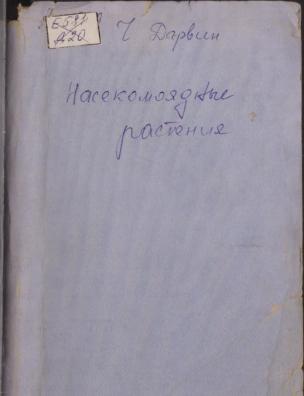 Ч Дарвин
Насекомоядные
растения